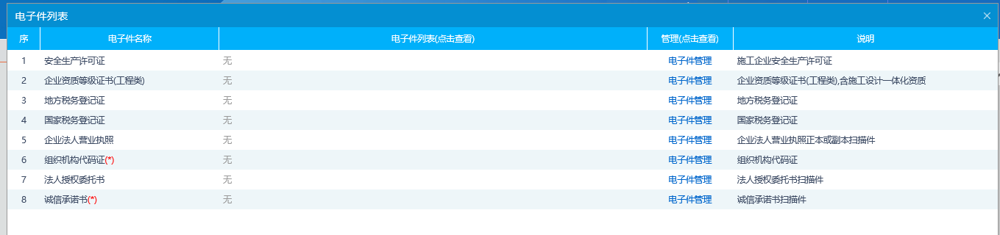 电子件列表
序 电子件名称 电子件列表(点击查看) 管理(点击查看) 说明
1 安全生产许可证 无 电子件管理 施工企业安全生产许可证
2 企业资质等级证书(工程类) 无 电子件管理 企业资质等级证书(工程类),含施工设计一体化资质
3 地方税务登记证 无 电子件管理 地方税务登记证
4 国家税务登记证 无 电子件管理 国家税务登记证
5 企业法人营业执照 无 电子件管理 企业法人营业执照正本或副本扫描件
6 组织机构代码证(*) 无 电子件管理 组织机构代码证
7 法人授权委托书 无 电子件管理 法人授权委托书扫描件
8 诚信承诺书(*) 无 电子件管理 诚信承诺书扫描件